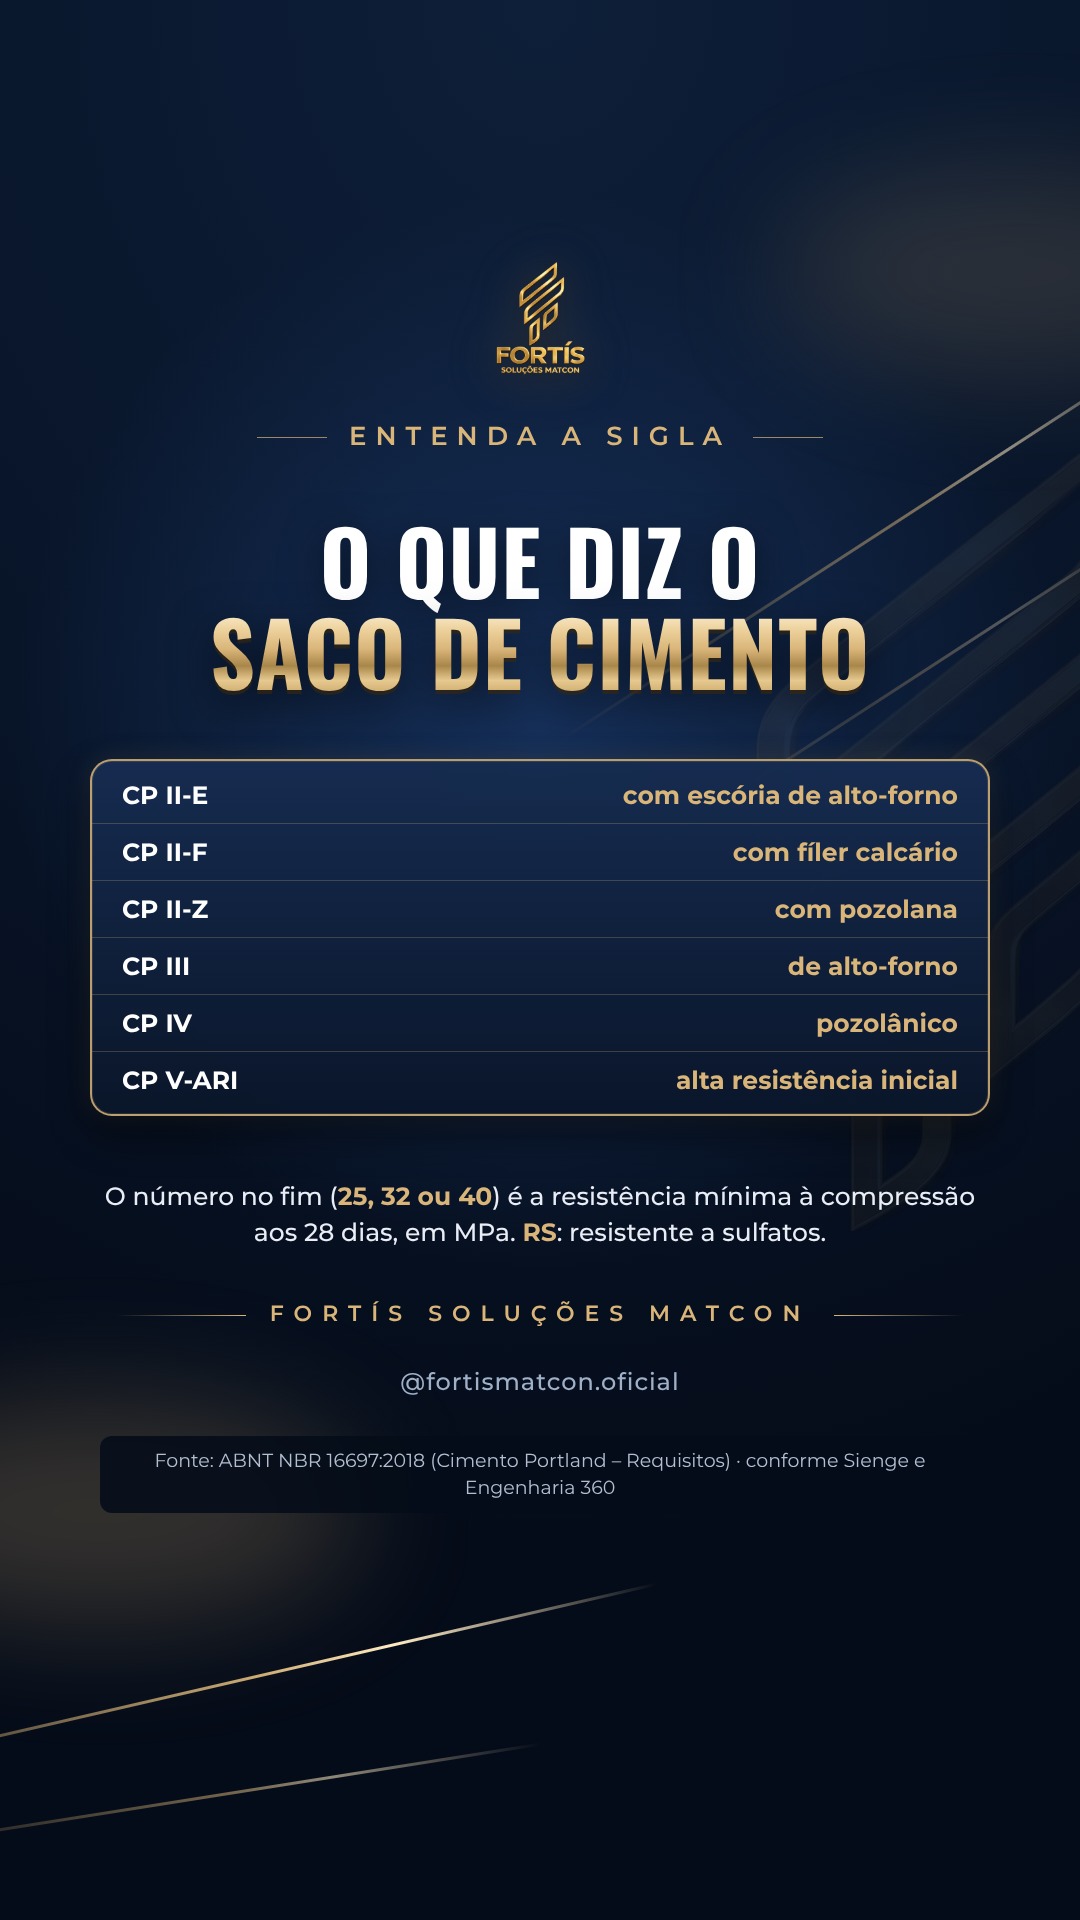 FORTÍS
SOLUÇÕES MATCON
ENTENDA A SIGLA
O QUE DIZ O
SACO DE CIMENTO
CP II-E com escória de alto-forno
CP II-F com fíler calcário
CP II-Z com pozolana
CP III de alto-forno
CP IV pozolânico
CP V-ARI alta resistência inicial
O número no fim (25, 32 ou 40) é a resistência mínima à compressão
aos 28 dias, em MPa. RS: resistente a sulfatos.
FORTÍS SOLUÇÕES MATCON
@fortismatcon.oficial
Fonte: ABNT NBR 16697:2018 (Cimento Portland – Requisitos) · conforme Sienge e
Engenharia 360